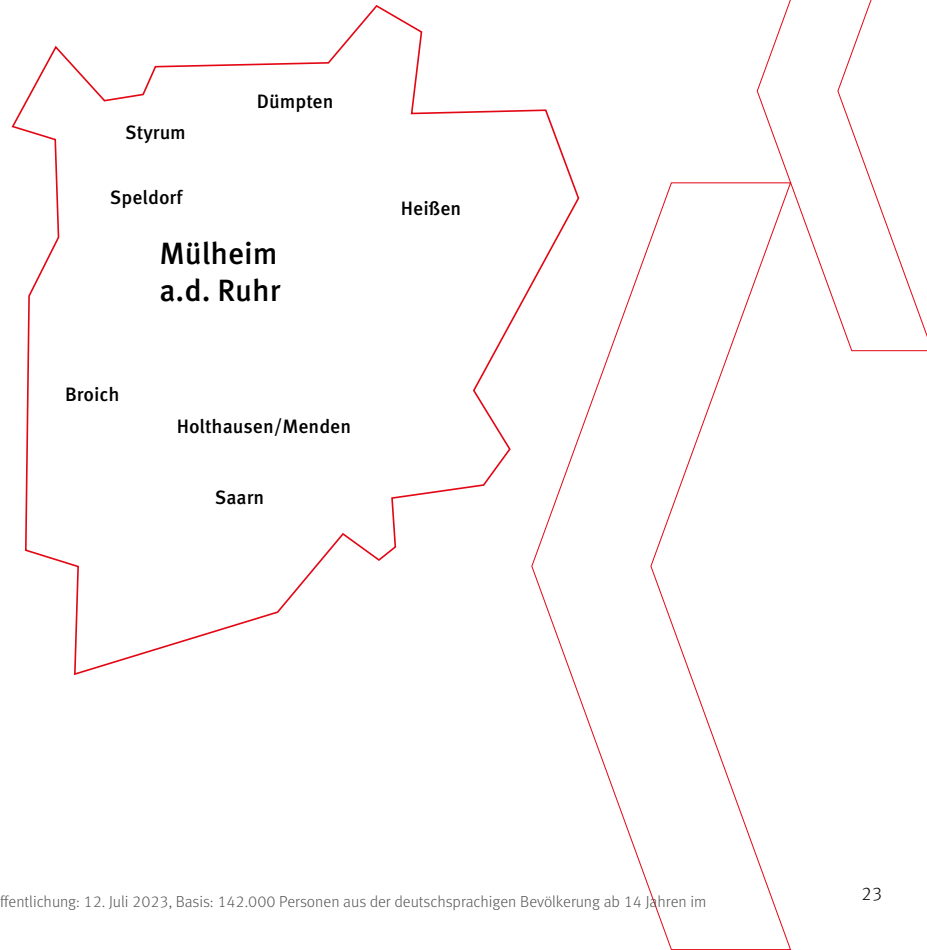 Dümpten
Styrum
Speldorf
Heißen
Mülheim
a.d. Ruhr
Broich
Holthausen/Menden
Saarn
ffentlichung: 12. Juli 2023, Basis: 142.000 Personen aus der deutschsprachigen Bevölkerung ab 14 Jahren im
23